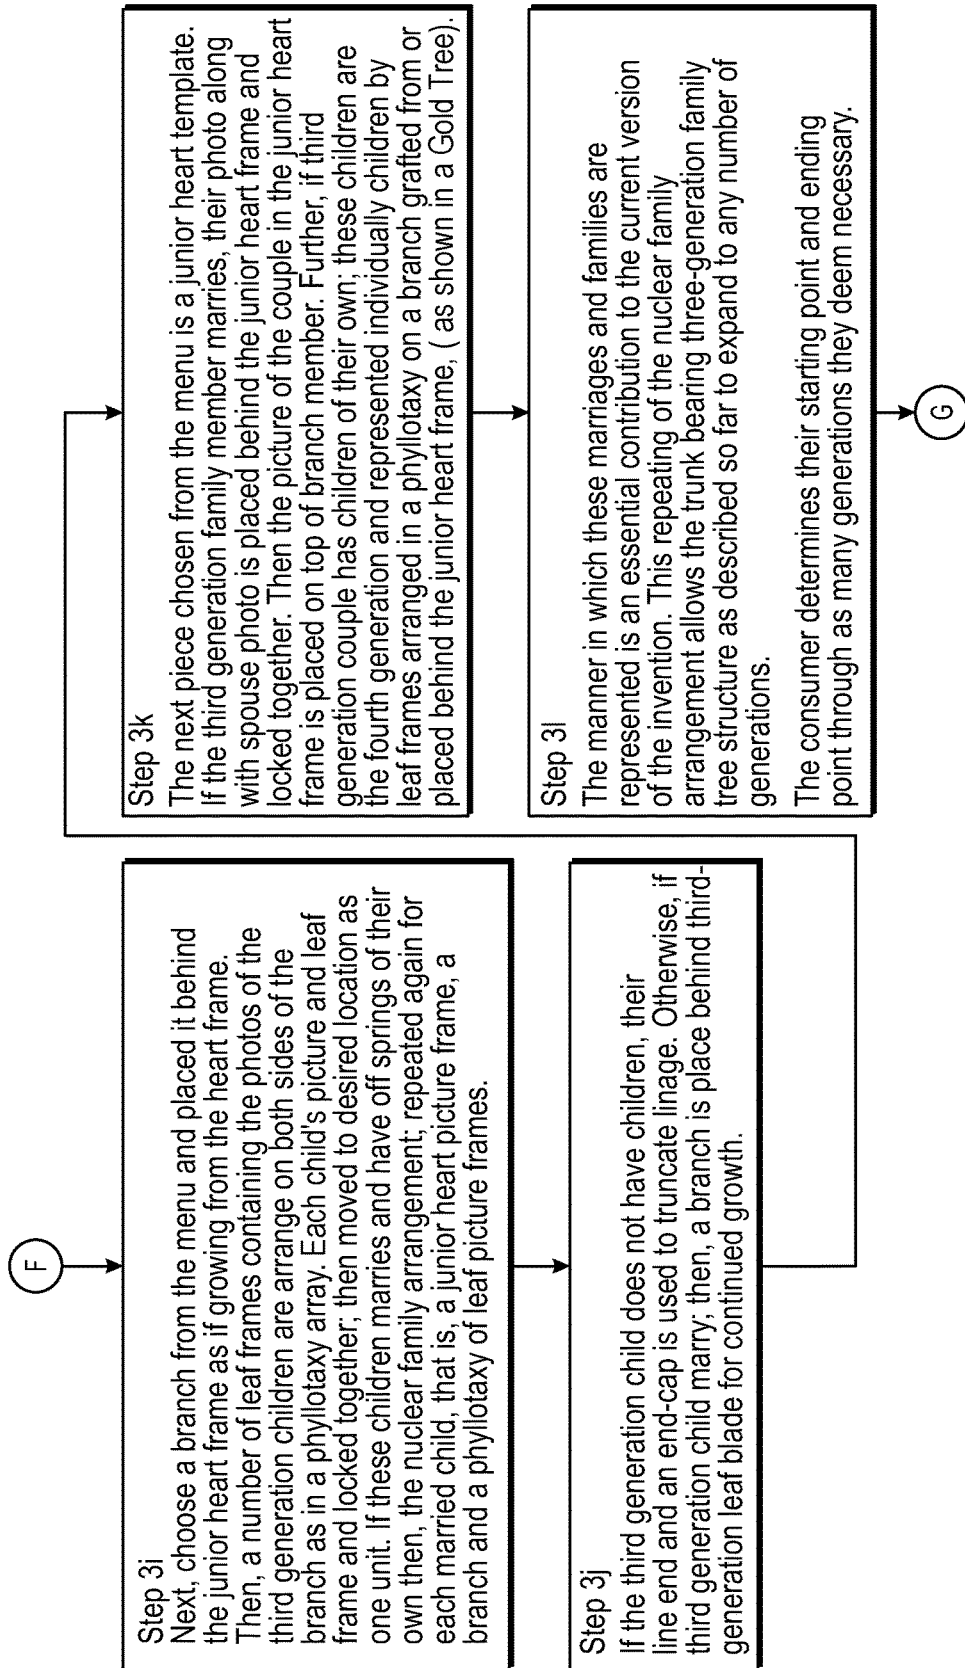 F
Step 3i
Next, choose a branch from the menu and placed it behind
the junior heart frame as if growing from the heart frame.
Then, a number of leaf frames containing the photos of the
third generation children are arrange on both sides of the
branch as in a phyllotaxy array. Each child's picture and leaf
frame and locked together; then moved to desired location as
one unit. If these children marries and have off springs of their
own then, the nuclear family arrangement; repeated again for
each married child, that is, a junior heart picture frame, a
branch and a phyllotaxy of leaf picture frames.
Step 3j
If the third generation child does not have children, their
line end and an end-cap is used to truncate linage. Otherwise, if
third generation child marry; then, a branch is place behind third-
generation leaf blade for continued growth.
Step 3k
The next piece chosen from the menu is a junior heart template.
If the third generation family member marries, their photo along
with spouse photo is placed behind the junior heart frame and
locked together. Then the picture of the couple in the junior heart
frame is placed on top of branch member. Further, if third
generation couple has children of their own; these children are
the fourth generation and represented individually children by
leaf frames arranged in a phyllotaxy on a branch grafted from or
placed behind the junior heart frame, ( as shown in a Gold Tree).
Step 3l
The manner in which these marriages and families are
represented is an essential contribution to the current version
of the invention. This repeating of the nuclear family
arrangement allows the trunk bearing three-generation family
tree structure as described so far to expand to any number of
generations.
The consumer determines their starting point and ending
point through as many generations they deem necessary.
G